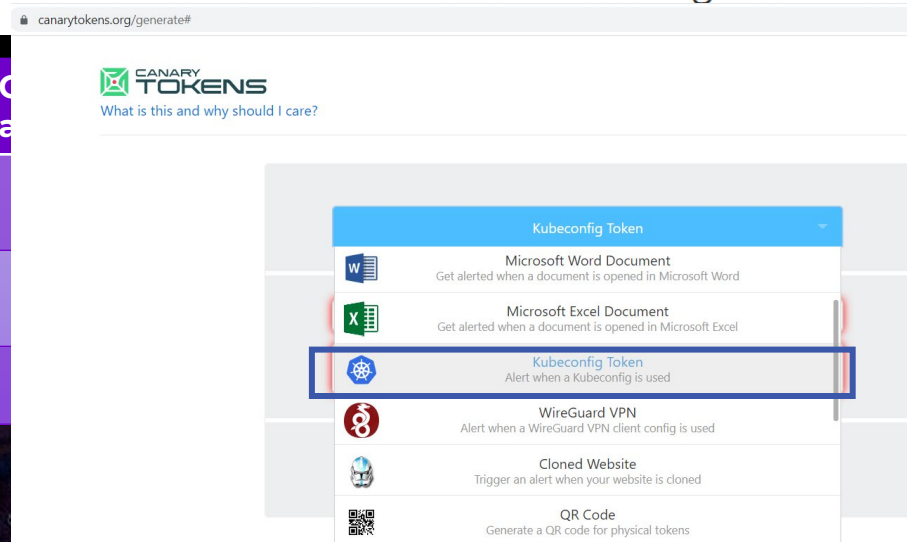 canarytokens.org/generate#
CANARY
TOKENS
What is this and why should I care?
Kubeconfig Token
Microsoft Word Document
Get alerted when a document is opened in Microsoft Word
Microsoft Excel Document
Get alerted when a document is opened in Microsoft Excel
Kubeconfig Token
Alert when a Kubeconfig is used
WireGuard VPN
Alert when a WireGuard VPN client config is used
Cloned Website
Trigger an alert when your website is cloned
QR Code
Generate a QR code for physical tokens